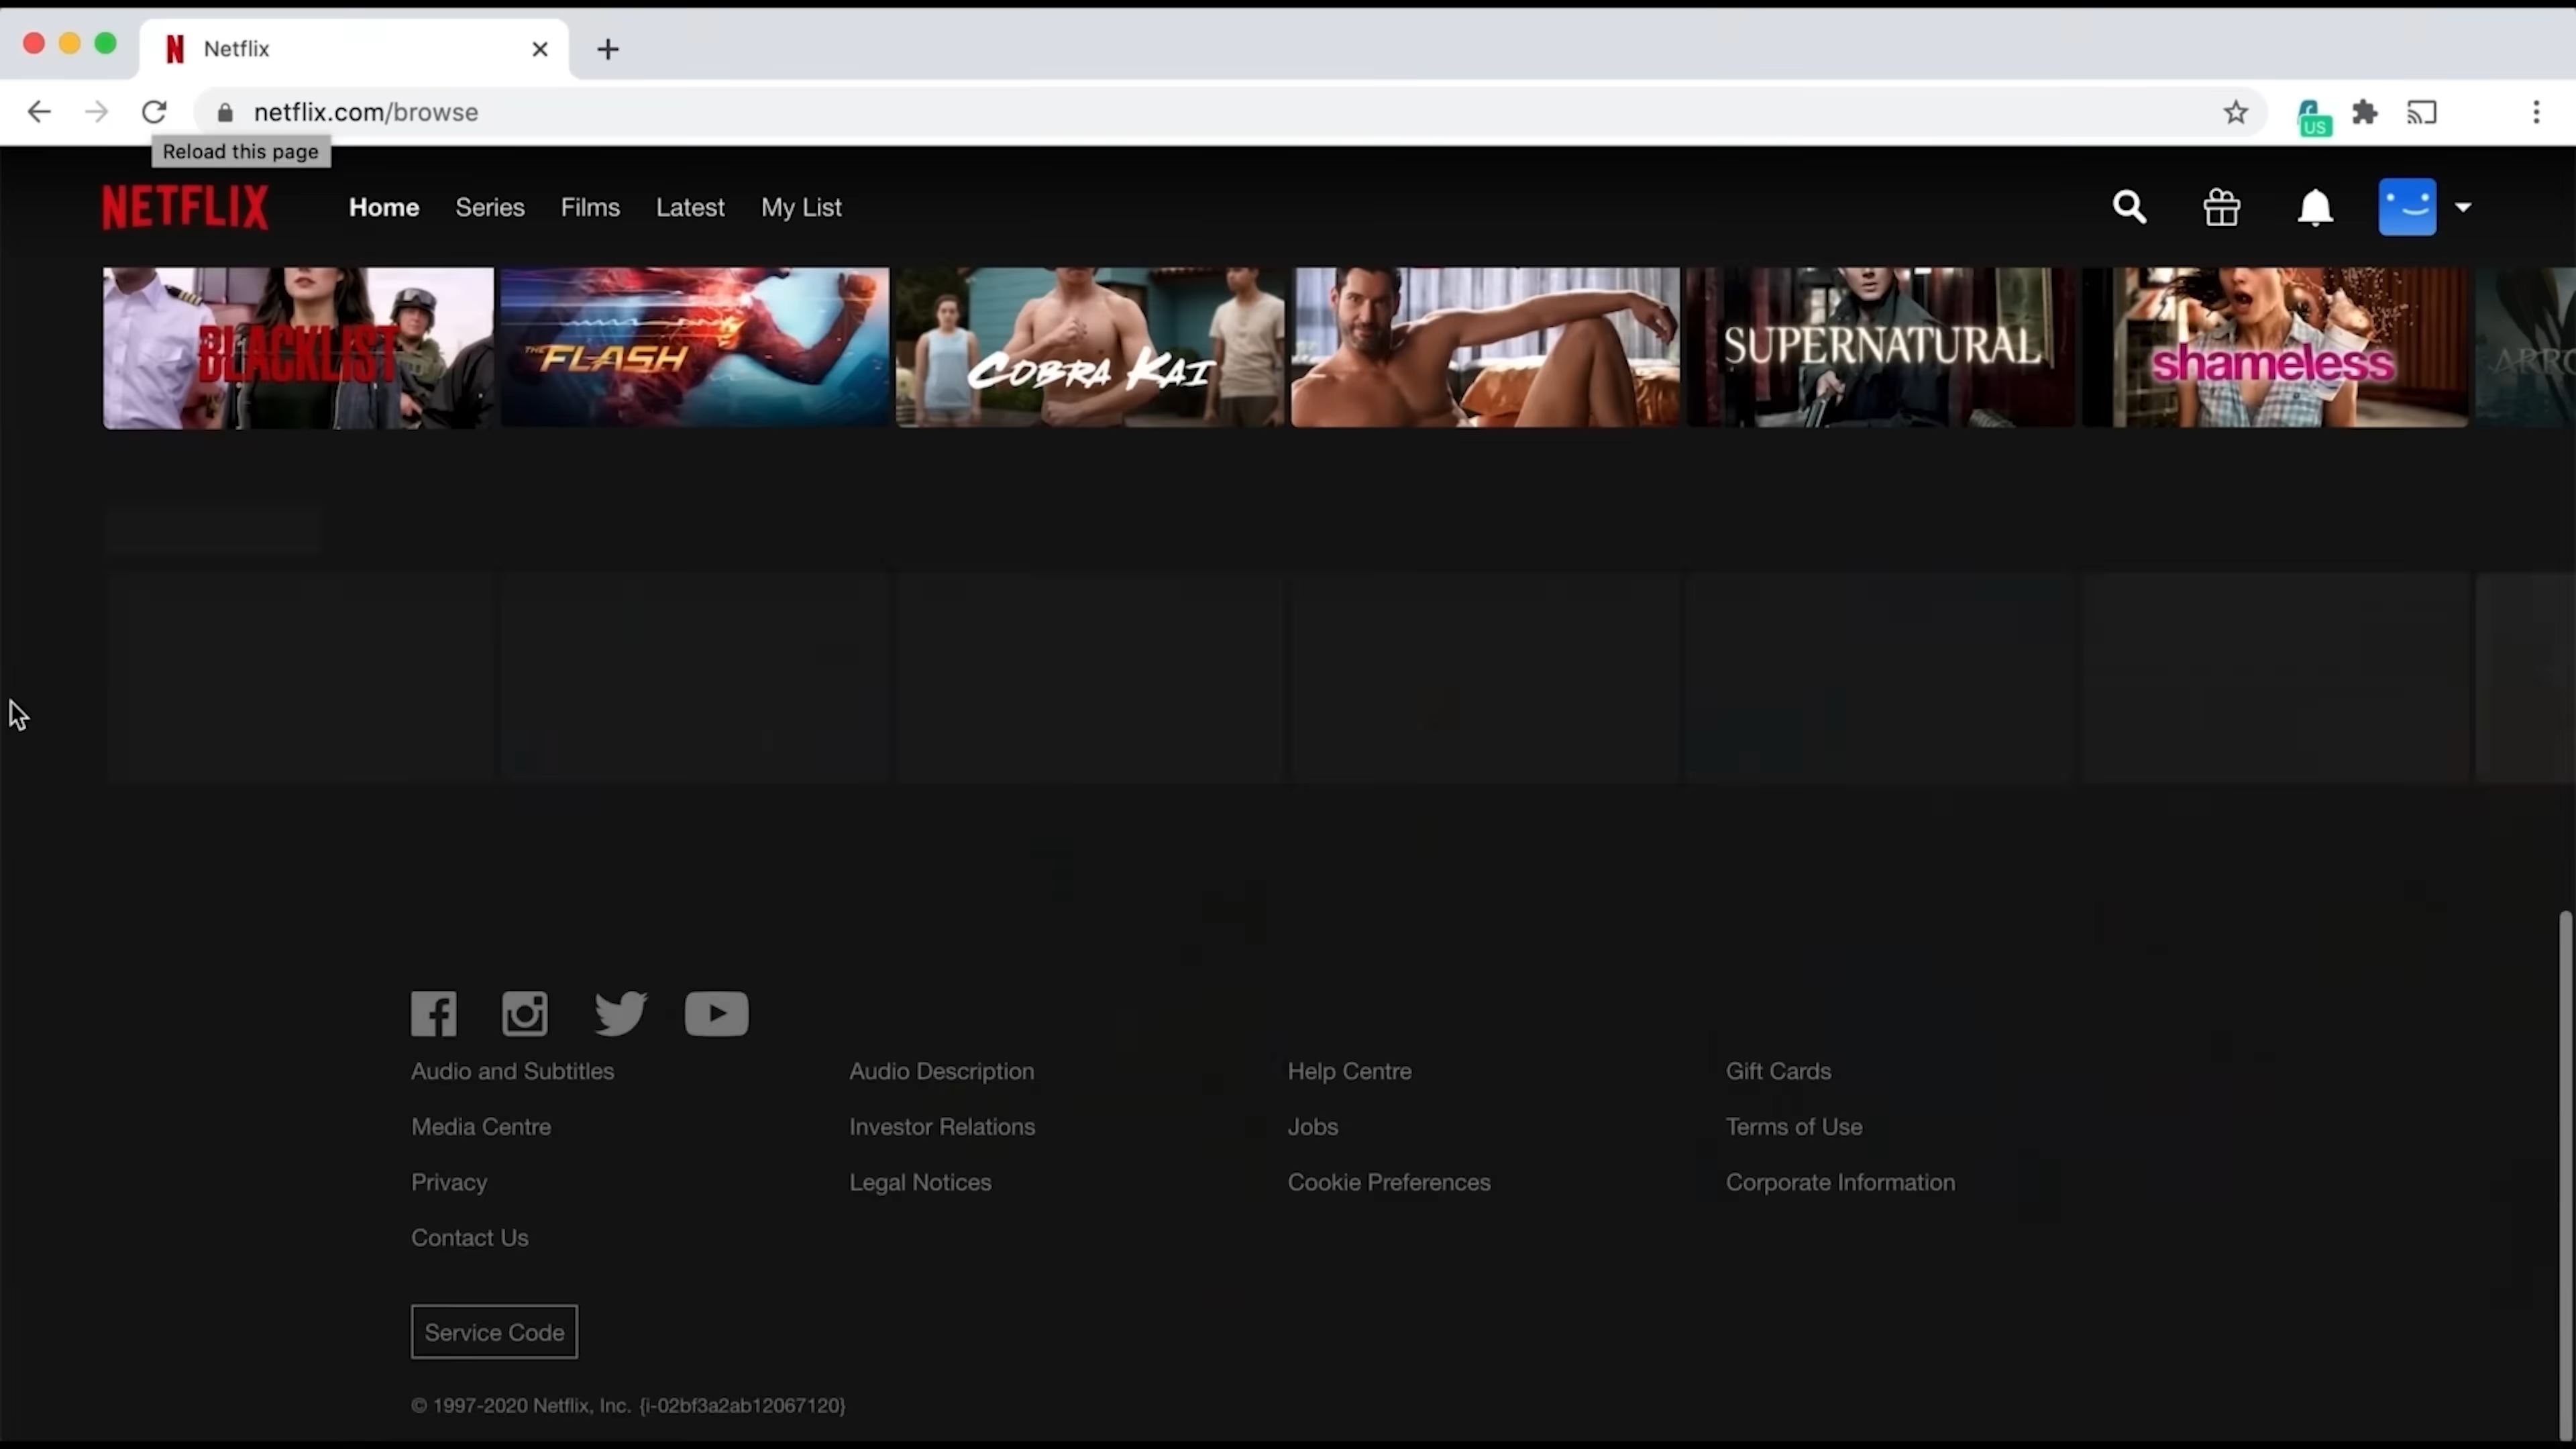 Netflix
netflix.com/browse
US
Reload this page
NETFLIX
Home Series Films Latest My List
BLACKLIST
THE FLASH
COBRA KAI
SUPERNATURAL
shameless
Audio and Subtitles Audio Description Help Centre Gift Cards
Media Centre Investor Relations Jobs Terms of Use
Privacy Legal Notices Cookie Preferences Corporate Information
Contact Us
Service Code
© 1997-2020 Netflix, Inc. {i-02bf3a2ab12067120}